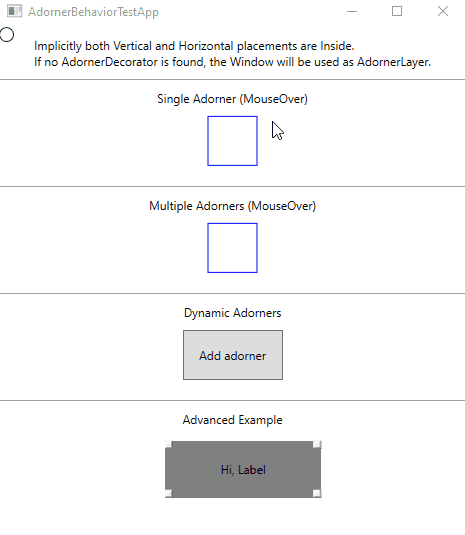 AdornerBehaviorTestApp
Implicitly both Vertical and Horizontal placements are Inside.
If no AdornerDecorator is found, the Window will be used as AdornerLayer.
Single Adorner (MouseOver)
Multiple Adorners (MouseOver)
Dynamic Adorners
Add adorner
Advanced Example
Hi, Label